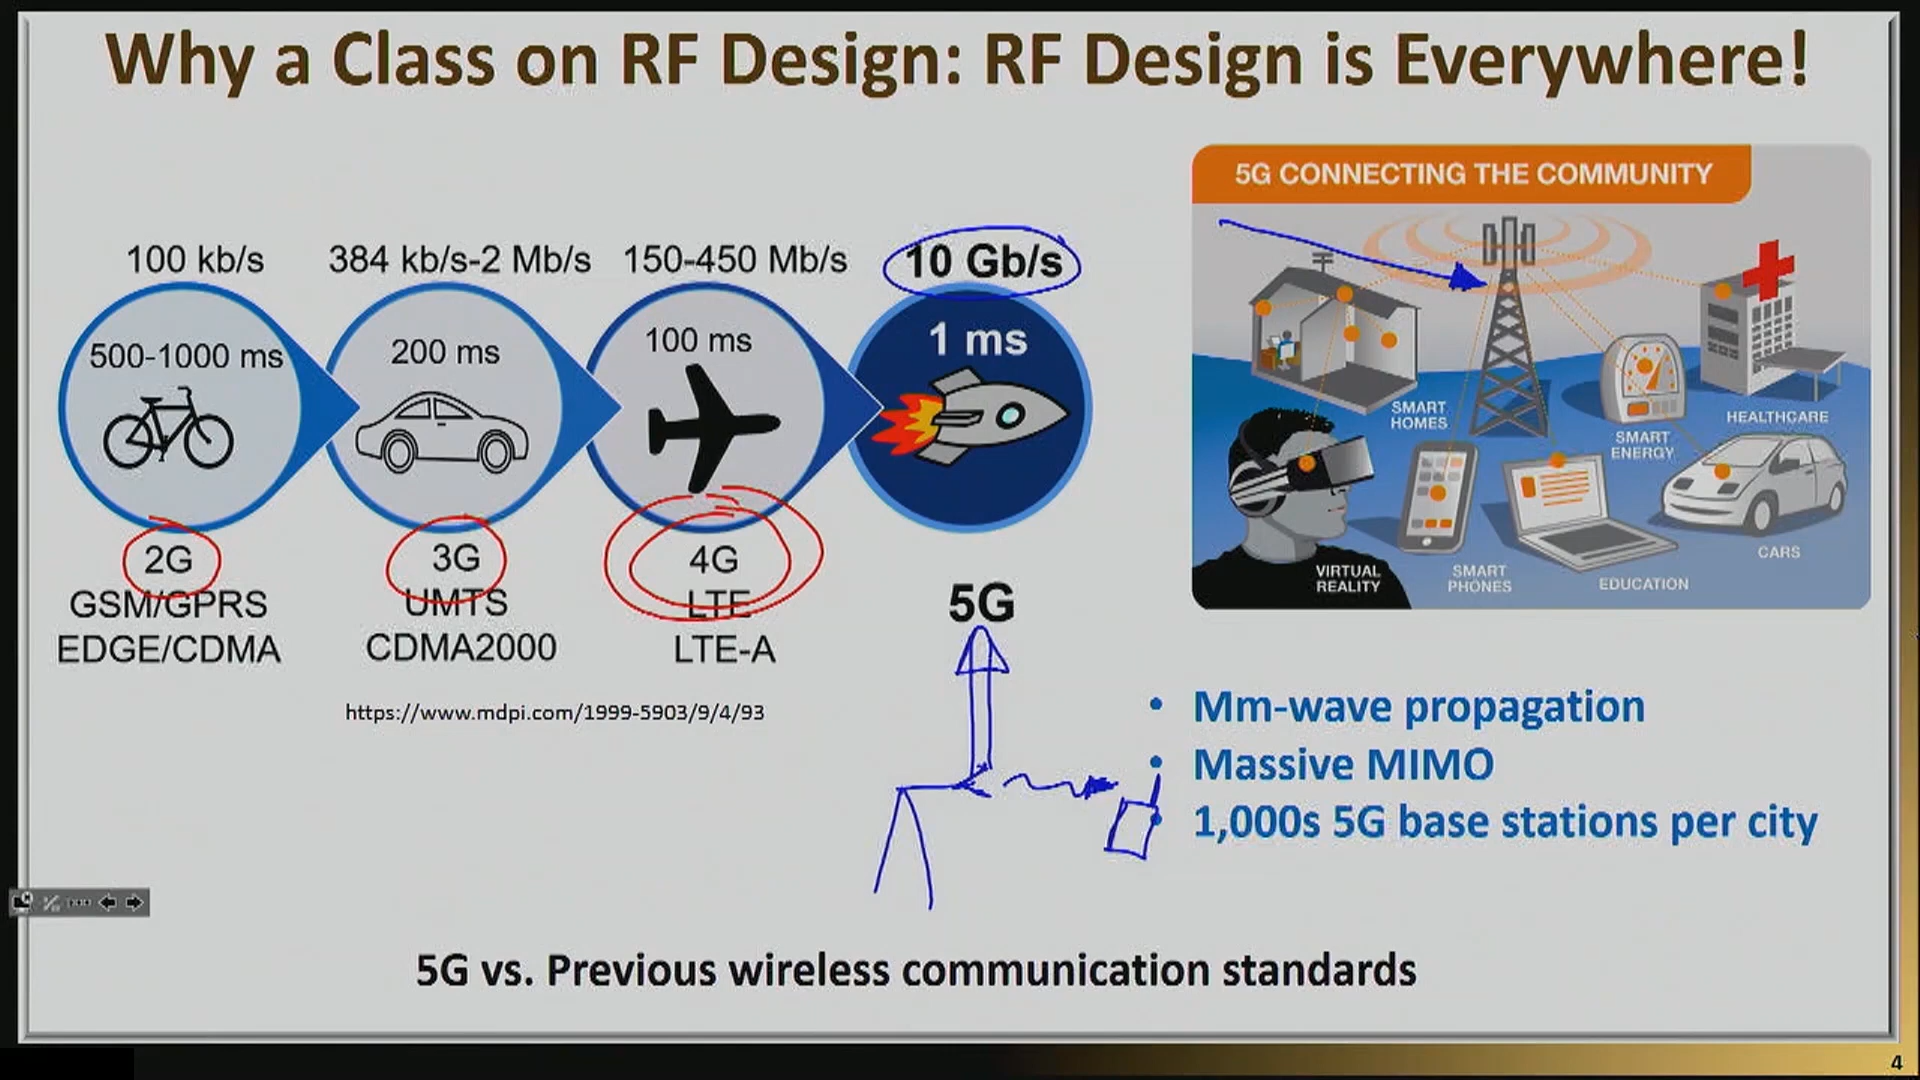 Why a Class on RF Design: RF Design is Everywhere!
100 kb/s
384 kb/s-2 Mb/s
150-450 Mb/s
10 Gb/s
500-1000 ms
200 ms
100 ms
1 ms
2G
GSM/GPRS
EDGE/CDMA
3G
UMTS
CDMA2000
4G
LTE
LTE-A
5G
https://www.mdpi.com/1999-5903/9/4/93
5G CONNECTING THE COMMUNITY
SMART
HOMES
SMART
ENERGY
HEALTHCARE
VIRTUAL
REALITY
SMART
PHONES
EDUCATION
CARS
• Mm-wave propagation
• Massive MIMO
• 1,000s 5G base stations per city
5G vs. Previous wireless communication standards
4